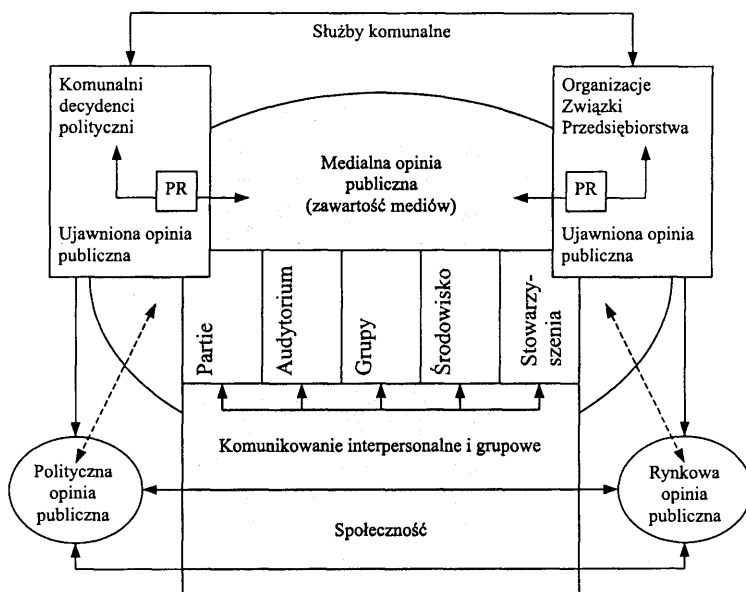 Służby komunalne
Komunalni
decydenci
polityczni
PR
Ujawniona opinia
publiczna
Medialna opinia
publiczna
(zawartość mediów)
Organizacje
Związki
Przedsiębiorstwa
PR
Ujawniona opinia
publiczna
Partie
Audytorium
Grupy
Środowisko
Stowarzy-
szenia
Komunikowanie interpersonalne i grupowe
Polityczna
opinia
publiczna
Rynkowa
opinia
publiczna
Społeczność